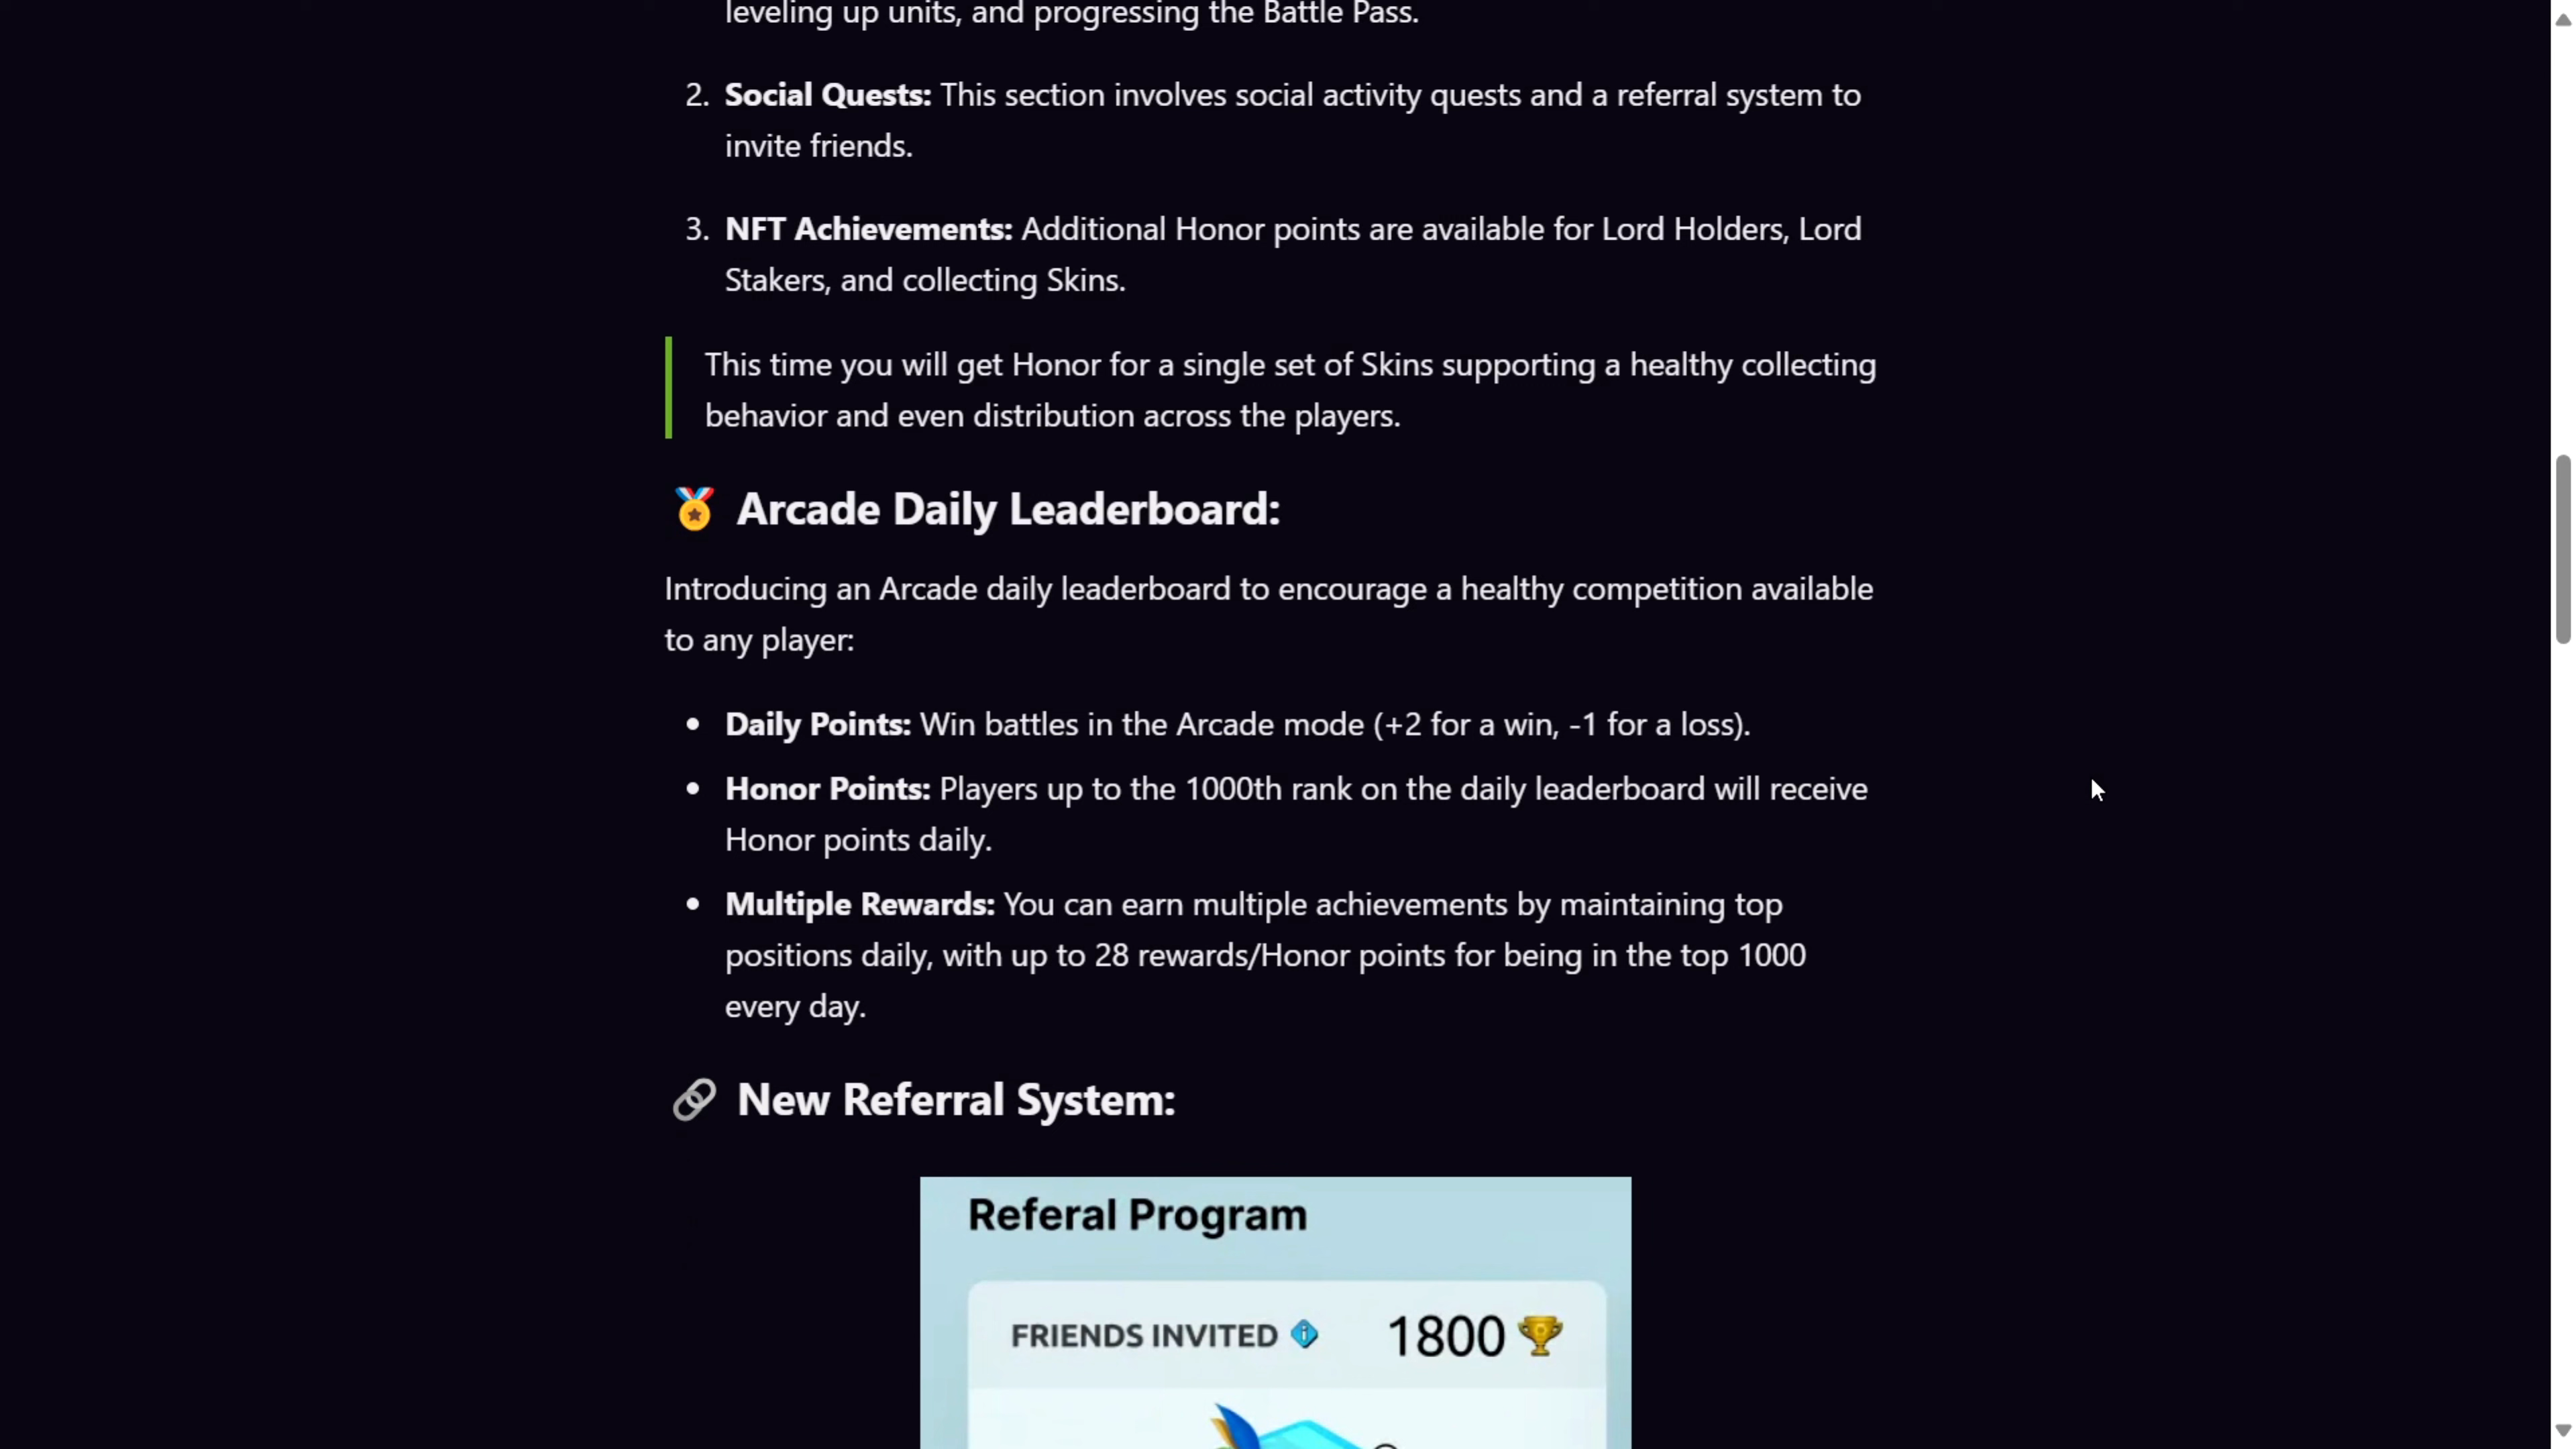 leveling up units, and progressing the Battle Pass.
2. Social Quests: This section involves social activity quests and a referral system to
invite friends.
3. NFT Achievements: Additional Honor points are available for Lord Holders, Lord
Stakers, and collecting Skins.
This time you will get Honor for a single set of Skins supporting a healthy collecting
behavior and even distribution across the players.
🏅 Arcade Daily Leaderboard:
Introducing an Arcade daily leaderboard to encourage a healthy competition available
to any player:
• Daily Points: Win battles in the Arcade mode (+2 for a win, -1 for a loss).
• Honor Points: Players up to the 1000th rank on the daily leaderboard will receive
Honor points daily.
• Multiple Rewards: You can earn multiple achievements by maintaining top
positions daily, with up to 28 rewards/Honor points for being in the top 1000
every day.
🔗 New Referral System:
Referal Program
FRIENDS INVITED 1800 🏆